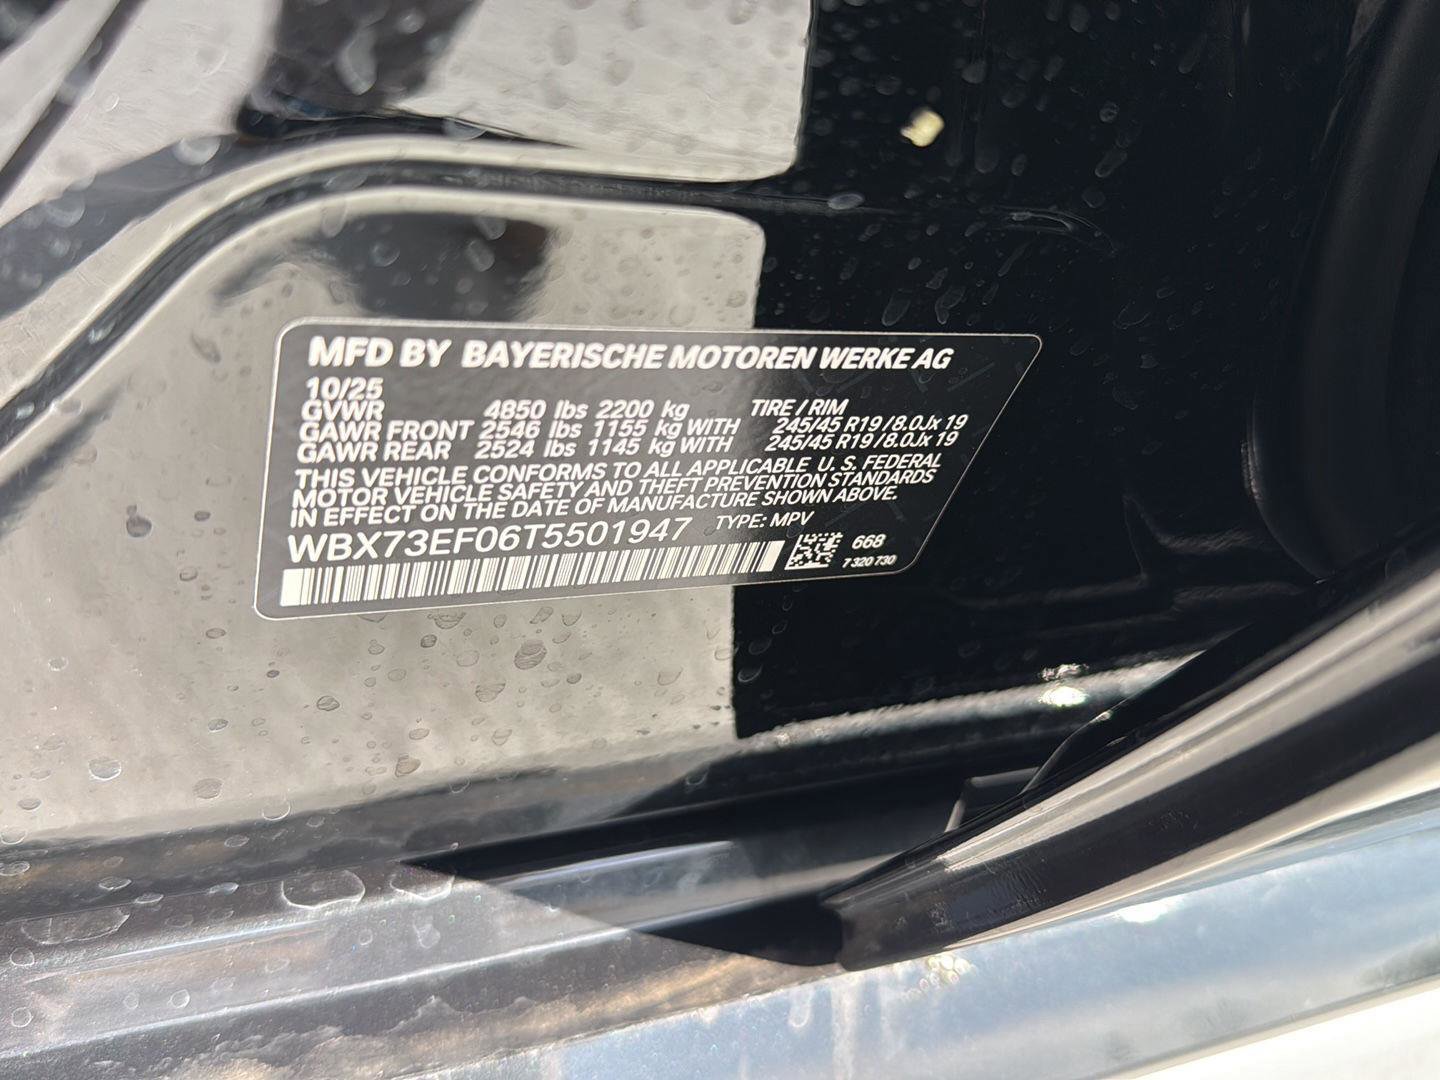 MFD BY BAYERISCHE MOTOREN WERKE AG
10/25
GVWR 4850 lbs 2200 kg TIRE / RIM
GAWR FRONT 2546 lbs 1155 kg WITH 245/45 R19 / 8.0Jx 19
GAWR REAR 2524 lbs 1145 kg WITH 245/45 R19 / 8.0Jx 19
THIS VEHICLE CONFORMS TO ALL APPLICABLE U. S. FEDERAL
MOTOR VEHICLE SAFETY AND THEFT PREVENTION STANDARDS
IN EFFECT ON THE DATE OF MANUFACTURE SHOWN ABOVE.
WBX73EF06T5501947 TYPE: MPV
668
7 320 730